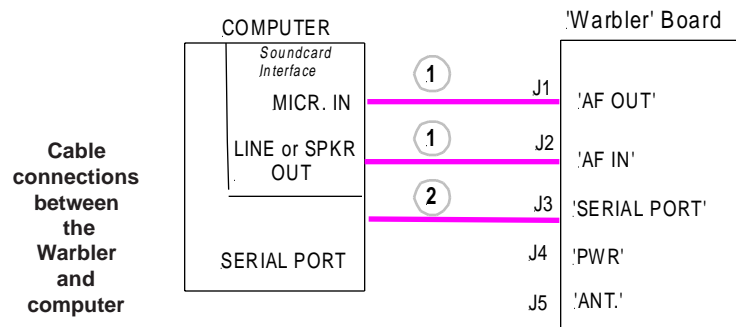 COMPUTER
'Warbler' Board
Soundcard
Interface
1
J1
MICR. IN
'AF OUT'
1
J2
LINE or SPKR
OUT
'AF IN'
2
J3
'SERIAL PORT'
SERIAL PORT
J4
'PWR'
J5
'ANT.'
Cable
connections
between
the
Warbler
and
computer